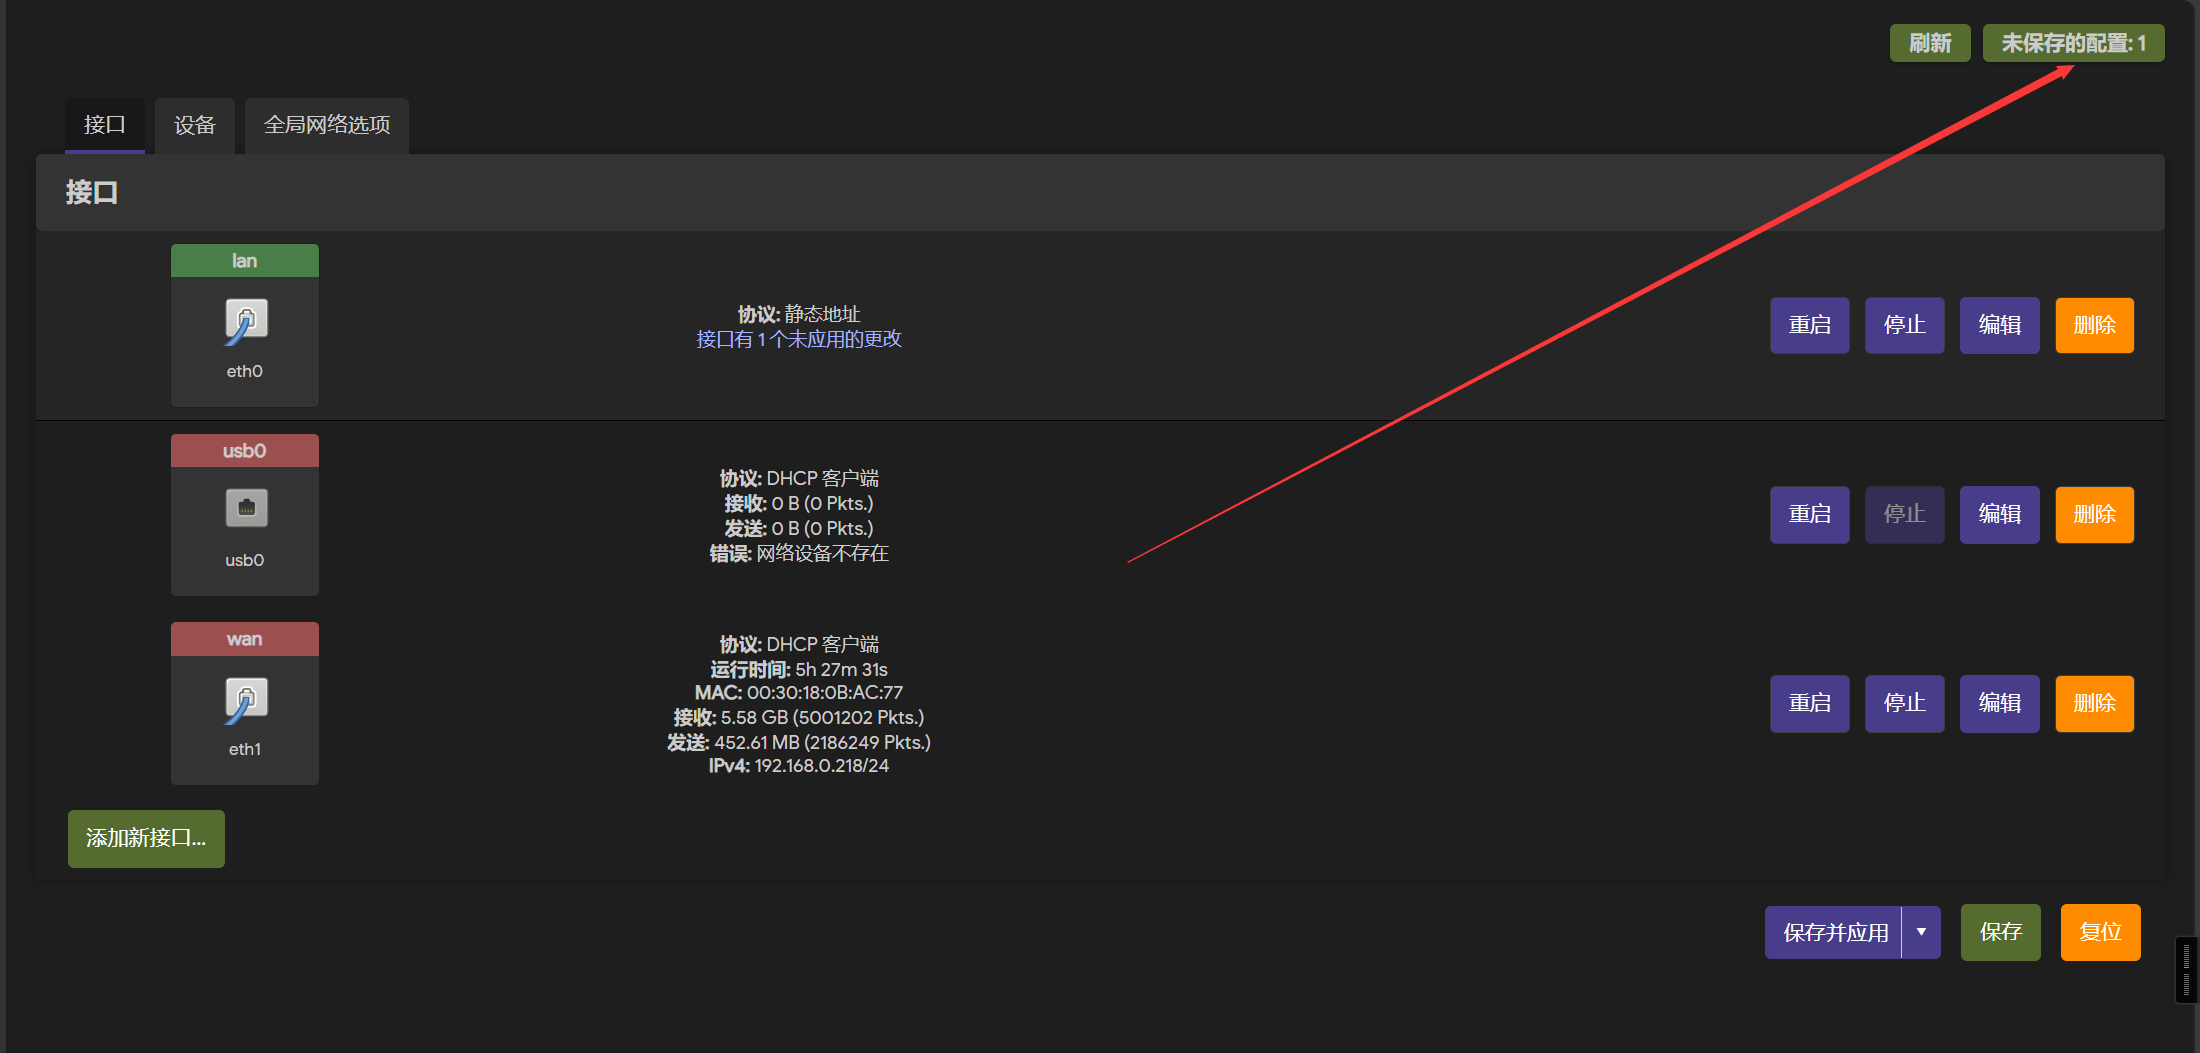 刷新
未保存的配置: 1
接口
设备
全局网络选项
接口
lan
eth0
协议: 静态地址
接口有 1 个未应用的更改
重启
停止
编辑
删除
usb0
usb0
协议: DHCP 客户端
接收: 0 B (0 Pkts.)
发送: 0 B (0 Pkts.)
错误: 网络设备不存在
重启
停止
编辑
删除
wan
eth1
协议: DHCP 客户端
运行时间: 5h 27m 31s
MAC: 00:30:18:0B:AC:77
接收: 5.58 GB (5001202 Pkts.)
发送: 452.61 MB (2186249 Pkts.)
IPv4: 192.168.0.218/24
重启
停止
编辑
删除
添加新接口...
保存并应用
保存
复位